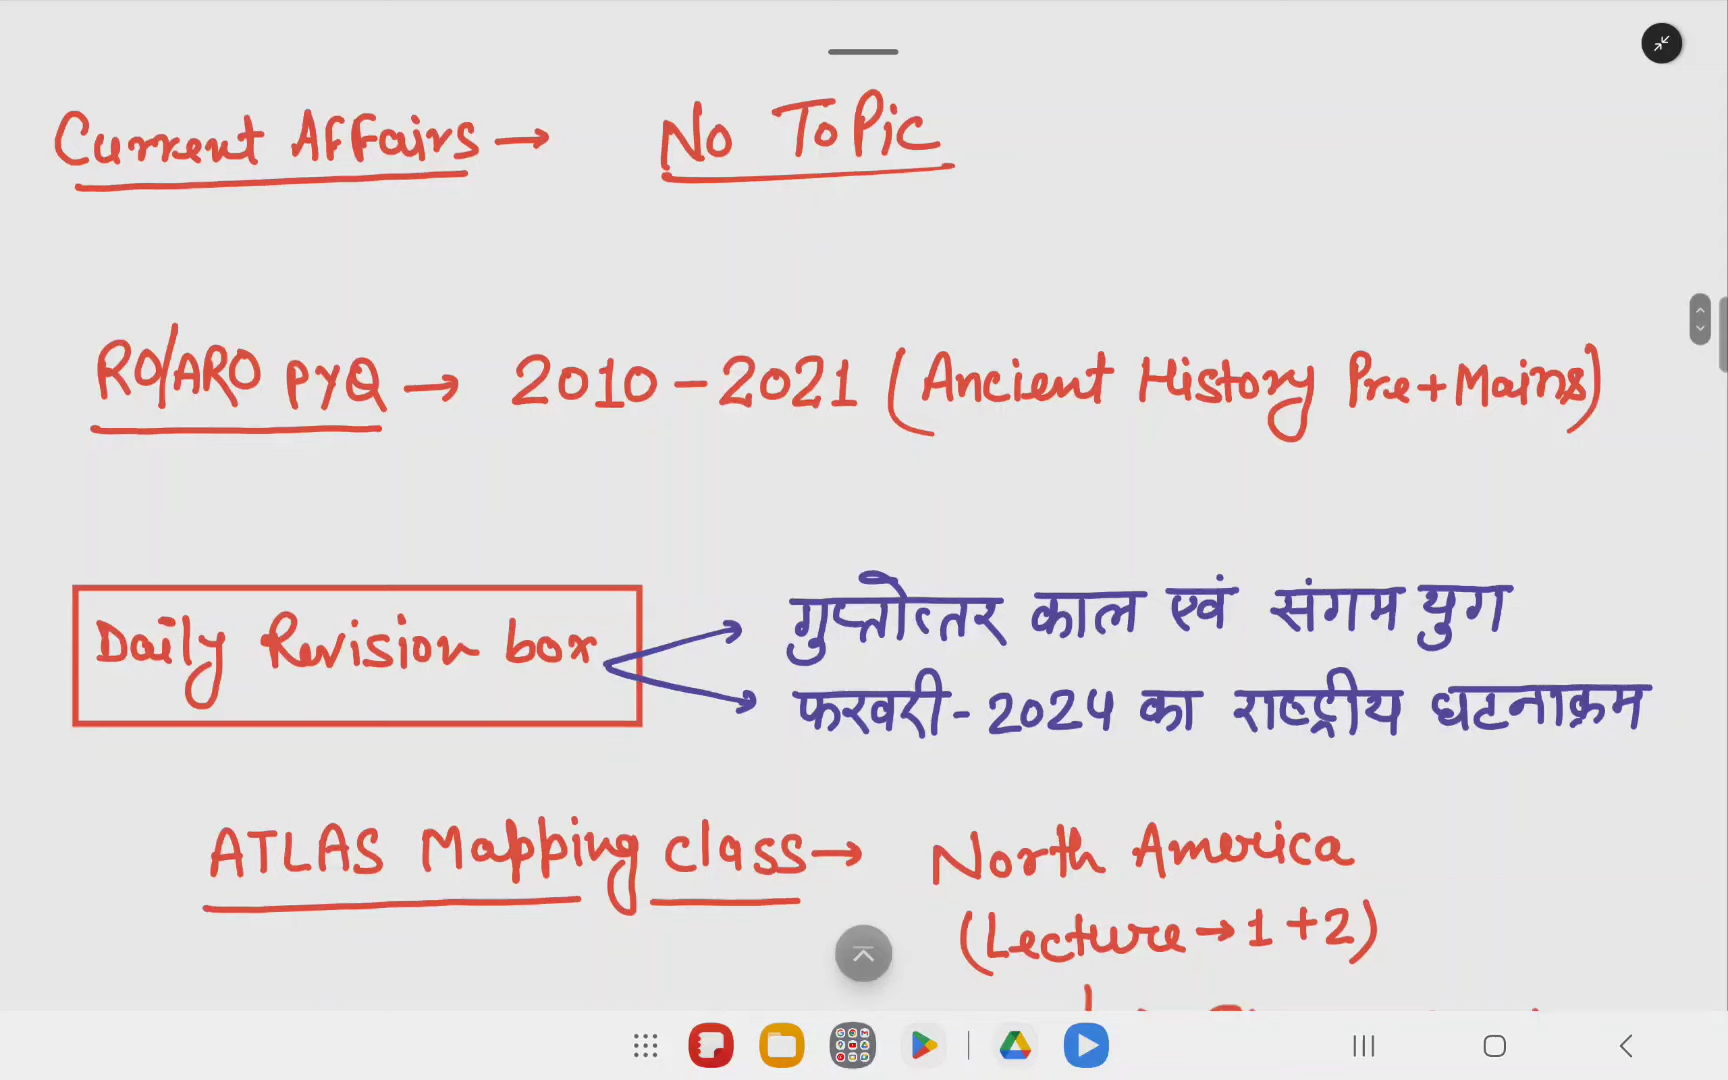 Current Affairs → No Topic
RO/ARO PYQ → 2010-2021 (Ancient History Pre+Mains)
Daily Revision box
गुप्तोत्तर काल एवं संगम युग
फरवरी-2024 का राष्ट्रीय घटनाक्रम
ATLAS Mapping class → North America
(Lecture → 1+2)